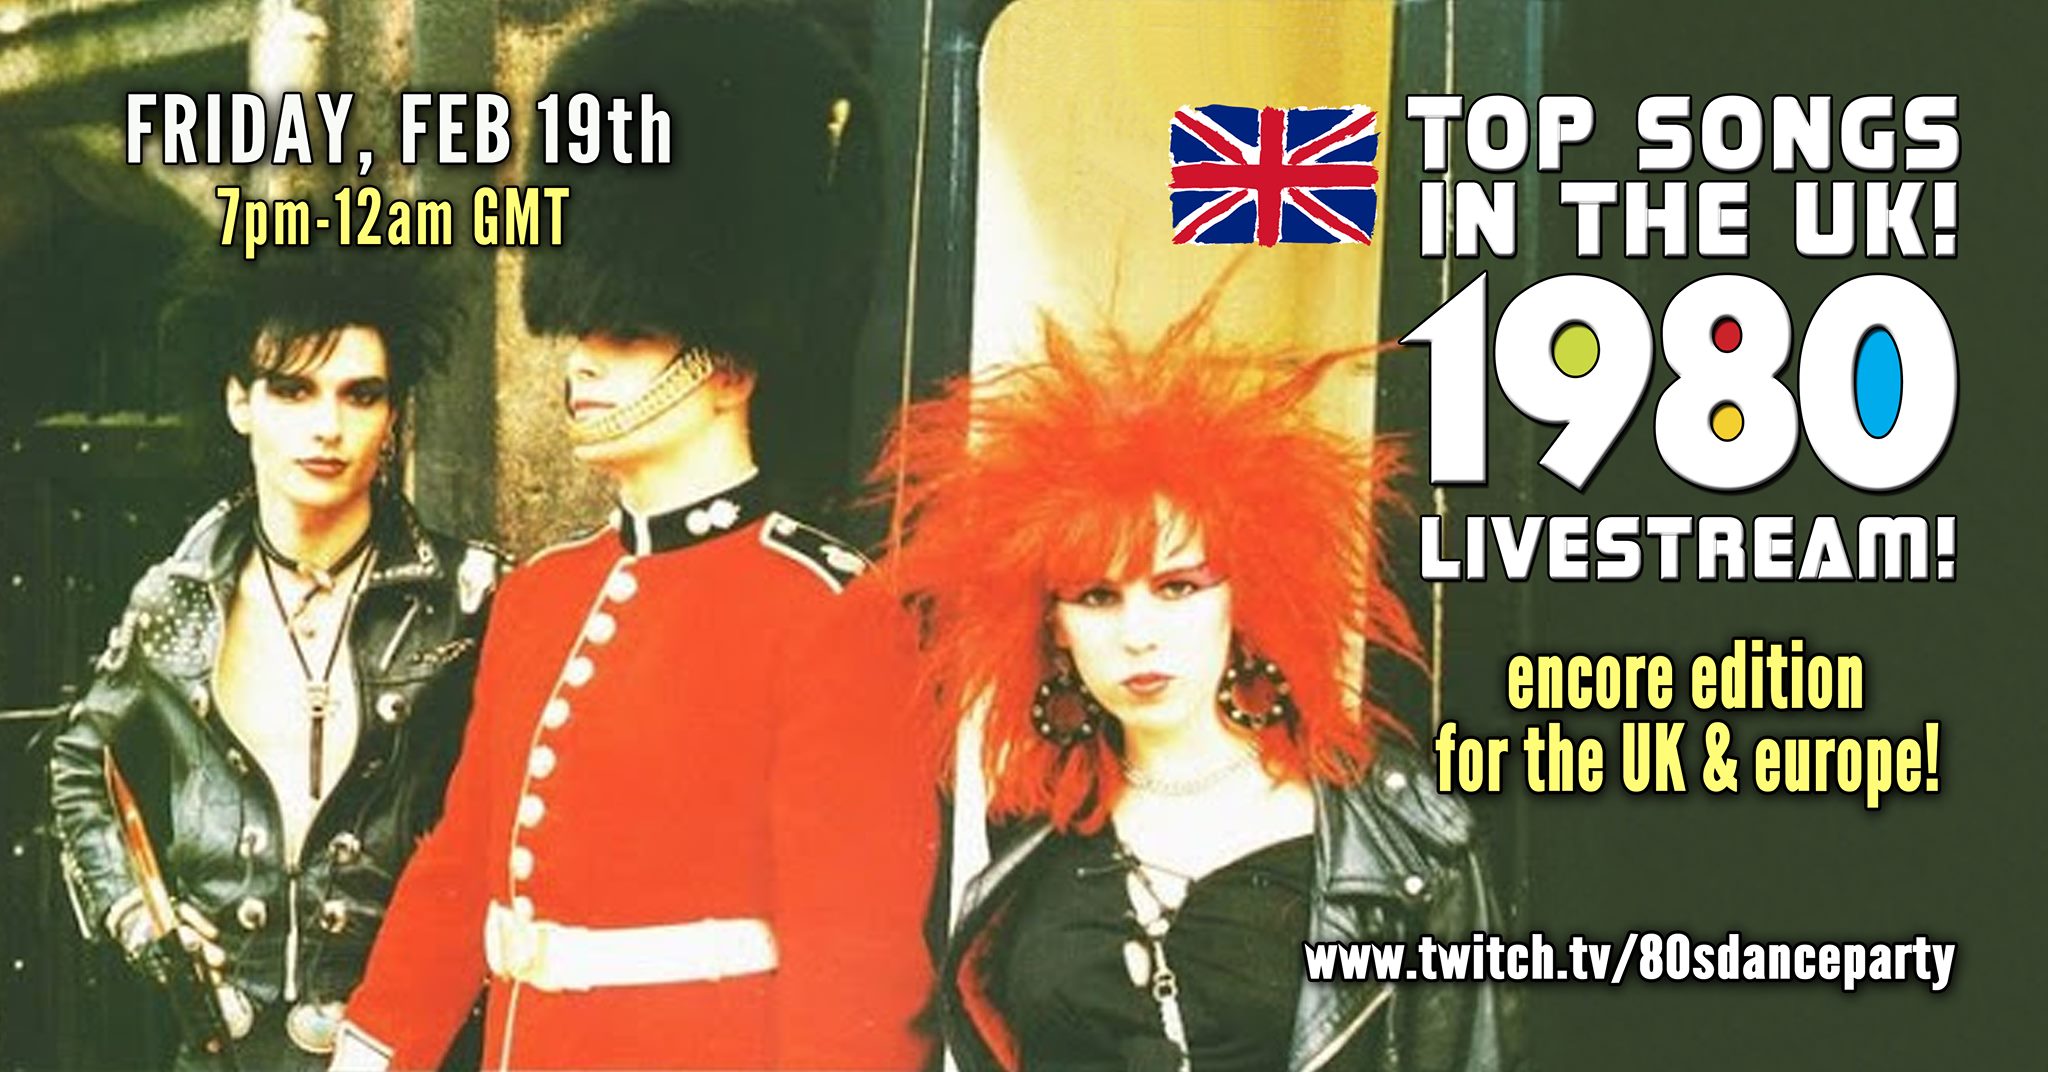 FRIDAY, FEB 19th
7pm-12am GMT
TOP SONGS
IN THE UK!
1980
LIVESTREAM!
encore edition
for the UK & europe!
www.twitch.tv/80sdanceparty